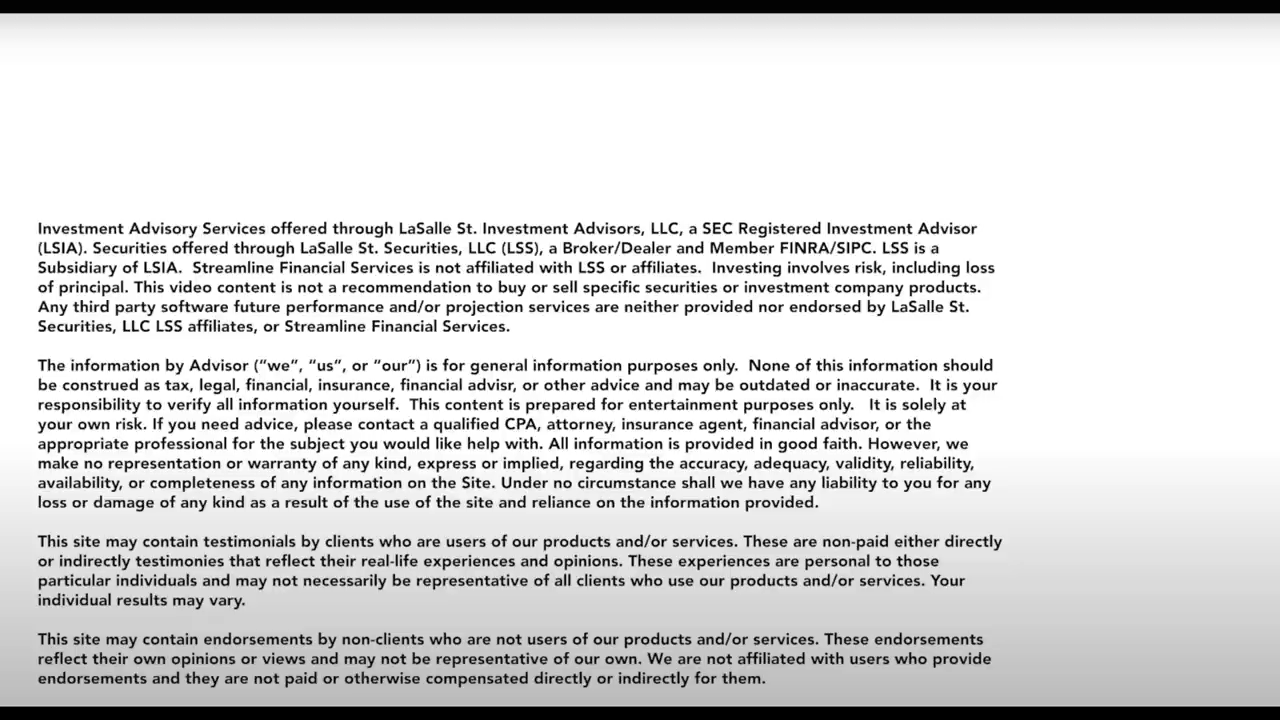 Investment Advisory Services offered through LaSalle St. Investment Advisors, LLC, a SEC Registered Investment Advisor
(LSIA). Securities offered through LaSalle St. Securities, LLC (LSS), a Broker/Dealer and Member FINRA/SIPC. LSS is a
Subsidiary of LSIA.  Streamline Financial Services is not affiliated with LSS or affiliates.  Investing involves risk, including loss
of principal. This video content is not a recommendation to buy or sell specific securities or investment company products.
Any third party software future performance and/or projection services are neither provided nor endorsed by LaSalle St.
Securities, LLC LSS affiliates, or Streamline Financial Services.
The information by Advisor (“we”, “us”, or “our”) is for general information purposes only.  None of this information should
be construed as tax, legal, financial, insurance, financial advisr, or other advice and may be outdated or inaccurate.  It is your
responsibility to verify all information yourself.  This content is prepared for entertainment purposes only.   It is solely at
your own risk. If you need advice, please contact a qualified CPA, attorney, insurance agent, financial advisor, or the
appropriate professional for the subject you would like help with. All information is provided in good faith. However, we
make no representation or warranty of any kind, express or implied, regarding the accuracy, adequacy, validity, reliability,
availability, or completeness of any information on the Site. Under no circumstance shall we have any liability to you for any
loss or damage of any kind as a result of the use of the site and reliance on the information provided.
This site may contain testimonials by clients who are users of our products and/or services. These are non-paid either directly
or indirectly testimonies that reflect their real-life experiences and opinions. These experiences are personal to those
particular individuals and may not necessarily be representative of all clients who use our products and/or services. Your
individual results may vary.
This site may contain endorsements by non-clients who are not users of our products and/or services. These endorsements
reflect their own opinions or views and may not be representative of our own. We are not affiliated with users who provide
endorsements and they are not paid or otherwise compensated directly or indirectly for them.